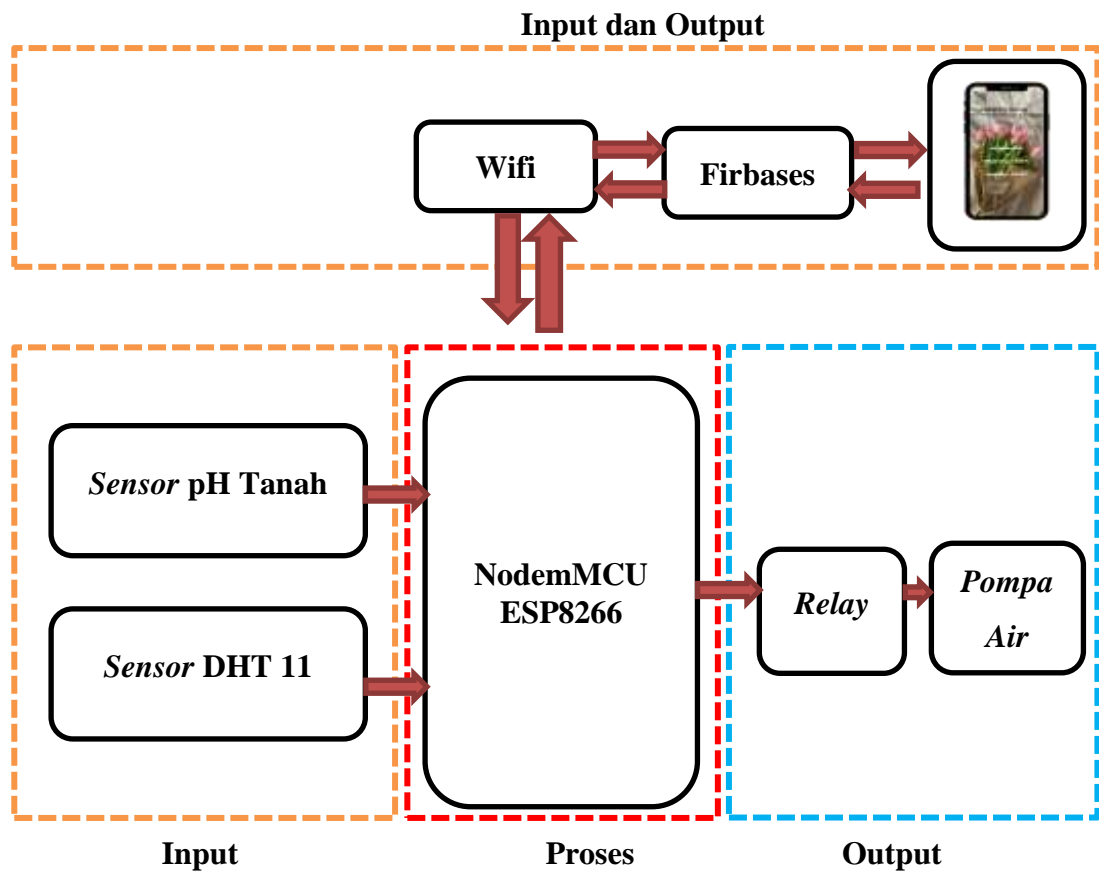 Input dan Output
Wifi
Firbases
Sensor pH Tanah
Sensor DHT 11
NodemMCU
ESP8266
Relay
Pompa
Air
Input
Proses
Output